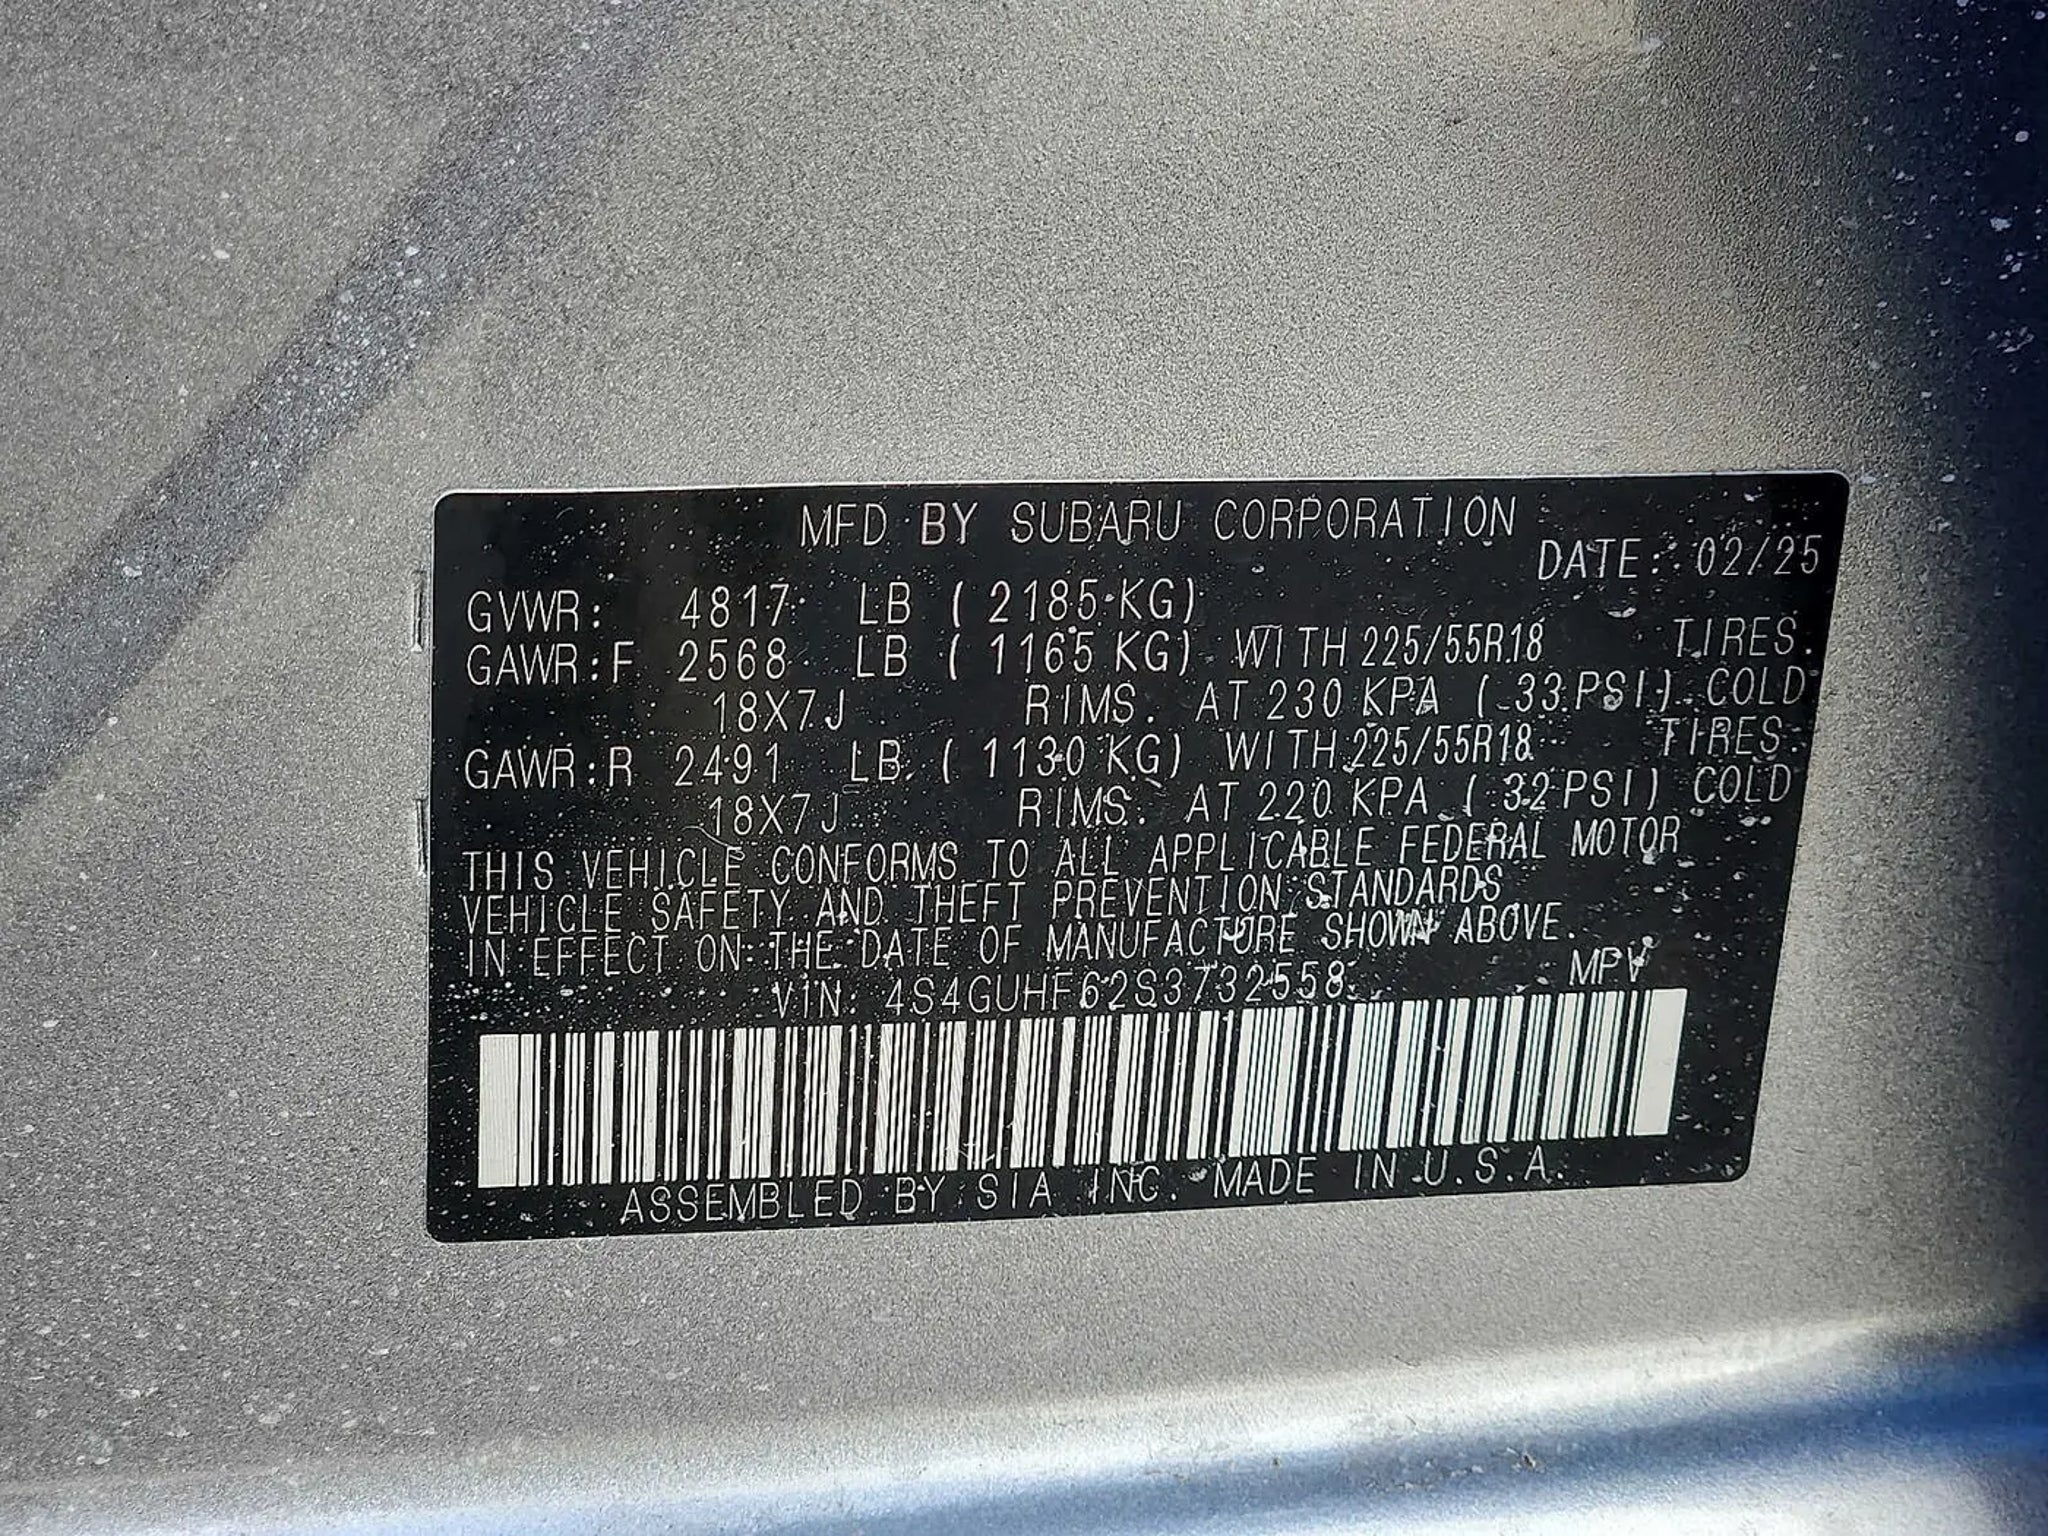 MFD BY SUBARU CORPORATION
DATE: 02/25
GVWR: 4817 LB ( 2185 KG)
GAWR:F 2568 LB ( 1165 KG) WITH 225/55R18 TIRES.
18X7J RIMS. AT 230 KPA ( 33 PSI) COLD
GAWR:R 2491 LB ( 1130 KG) WITH 225/55R18 TIRES.
18X7J RIMS. AT 220 KPA ( 32 PSI) COLD
THIS VEHICLE CONFORMS TO ALL APPLICABLE FEDERAL MOTOR
VEHICLE SAFETY AND THEFT PREVENTION STANDARDS
IN EFFECT ON THE DATE OF MANUFACTURE SHOWN ABOVE.
VIN: 4S4GUHF62S3732558 MPV
ASSEMBLED BY SIA INC. MADE IN U.S.A.